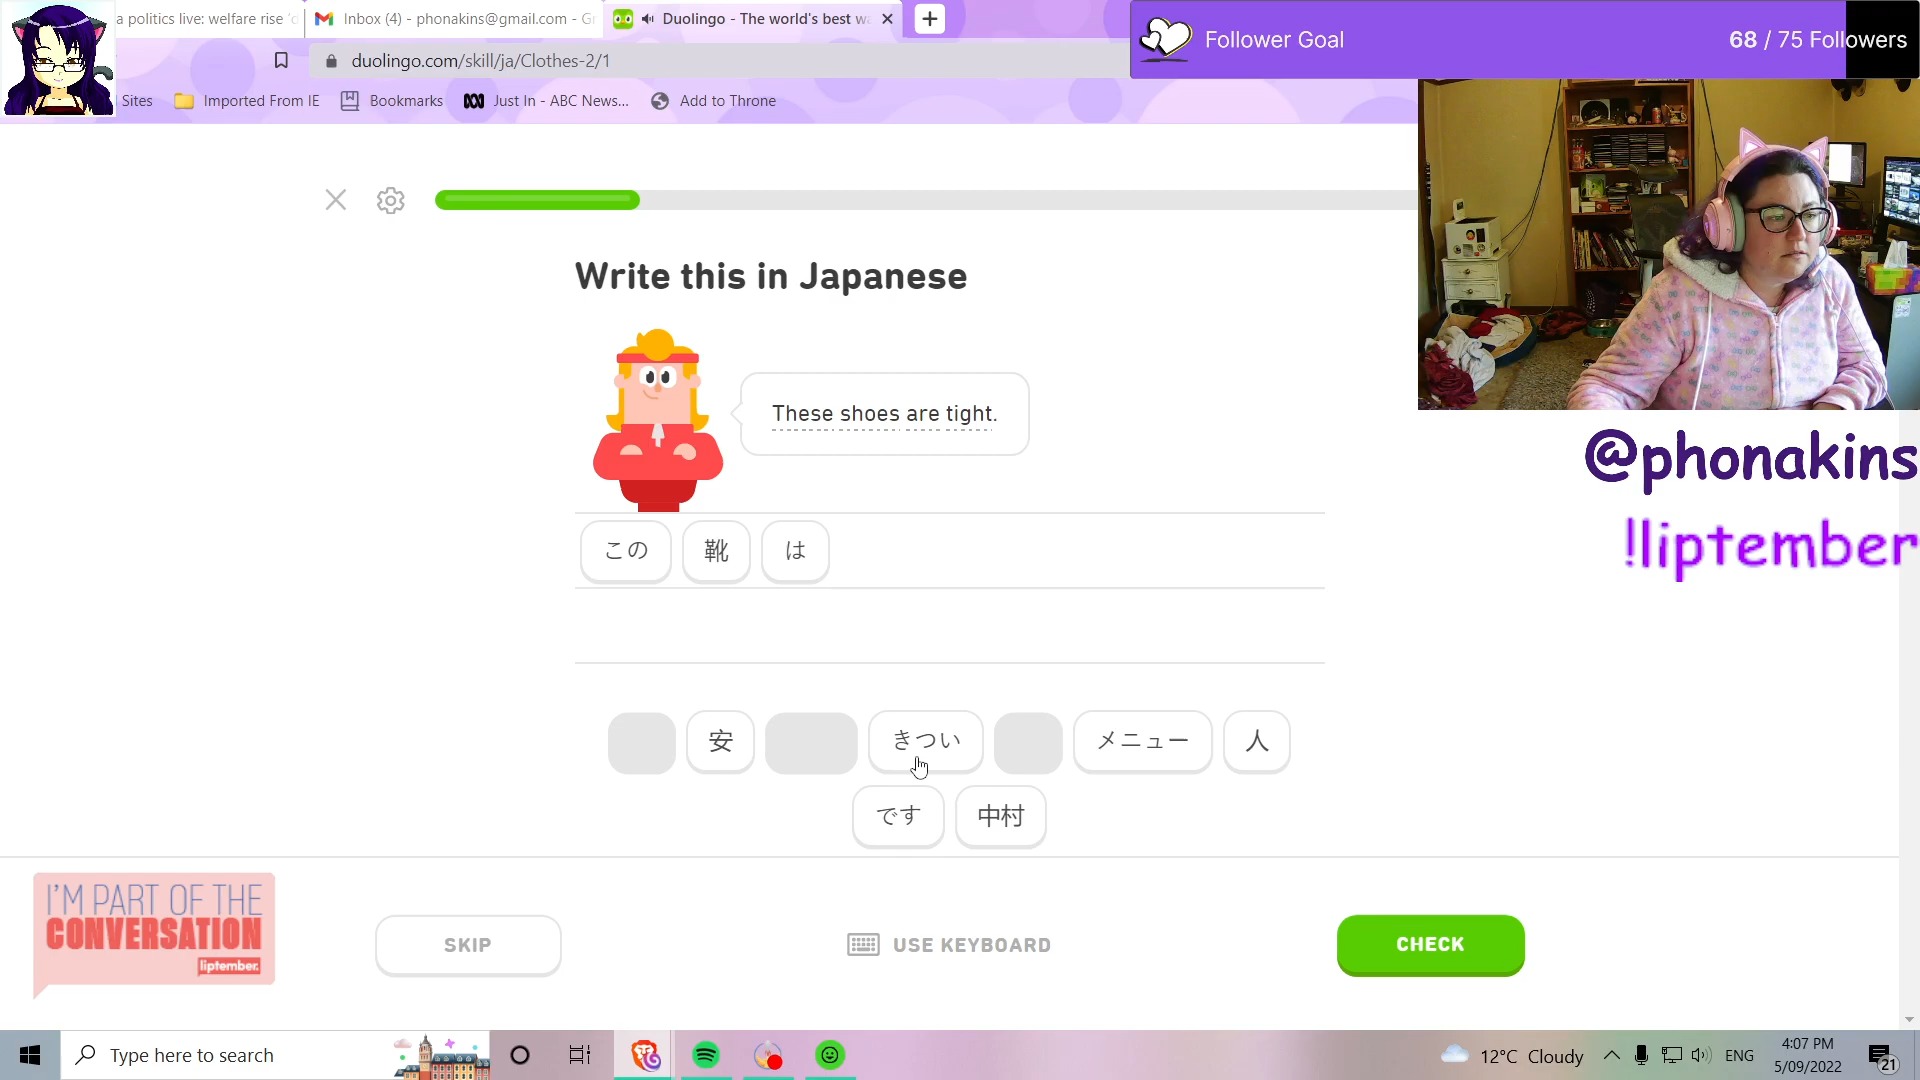 a politics live: welfare rise 'o
Inbox (4) - phonakins@gmail.com - Gr
Duolingo - The world's best wa
Follower Goal
68 / 75 Followers
duolingo.com/skill/ja/Clothes-2/1
Sites
Imported From IE
Bookmarks
Just In - ABC News...
Add to Throne
Write this in Japanese
These shoes are tight.
@phonakins
!liptember
この 靴 は
安 きつい メニュー 人
です 中村
I'M PART OF THE
CONVERSATION
liptember.
SKIP
USE KEYBOARD
CHECK
Type here to search
12°C Cloudy
ENG
4:07 PM
5/09/2022
21